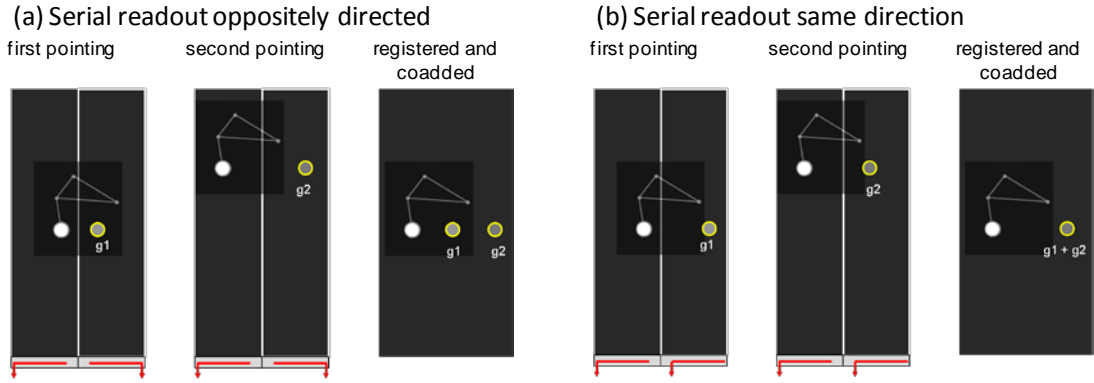 (a) Serial readout oppositely directed
first pointing
second pointing
registered and
coadded
g1
g2
g1
g2
(b) Serial readout same direction
first pointing
second pointing
registered and
coadded
g1
g2
g1 + g2